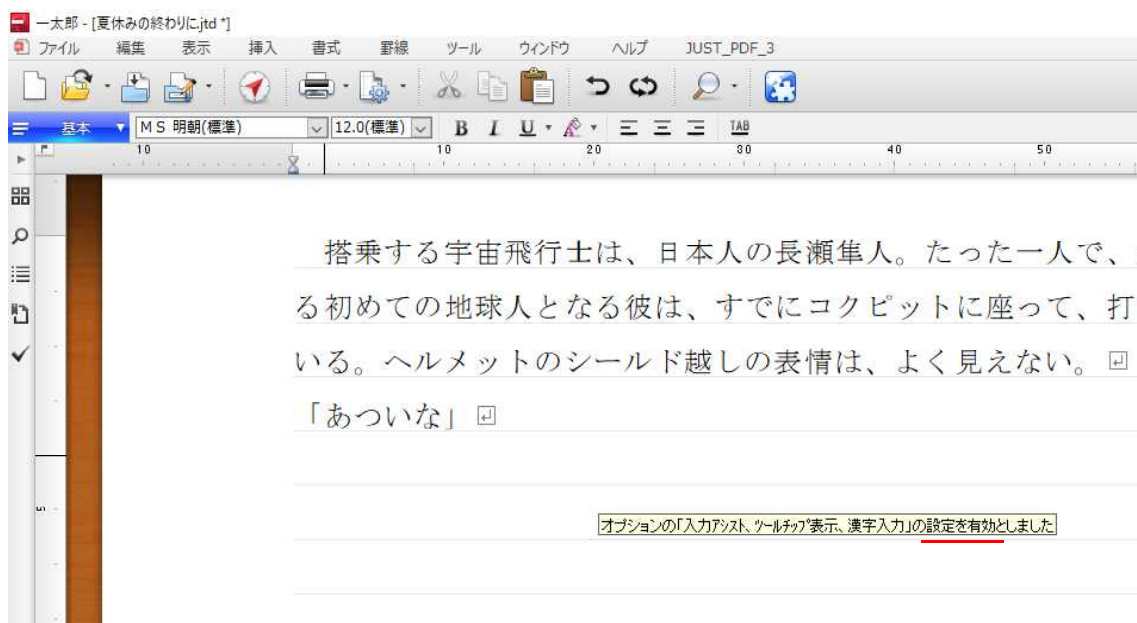 一太郎 - [夏休みの終わりに.jtd *]
ファイル 編集 表示 挿入 書式 罫線 ツール ウィンドウ ヘルプ JUST_PDF_3
基本 MS 明朝(標準) 12.0(標準) B I U A TAB
10 10 20 30 40 50
搭乗する宇宙飛行士は、日本人の長瀬隼人。たった一人で、
る初めての地球人となる彼は、すでにコクピットに座って、打
いる。ヘルメットのシールド越しの表情は、よく見えない。
「あついな」
5
オプションの「入力アシスト、ツールチップ表示、漢字入力」の設定を有効としました